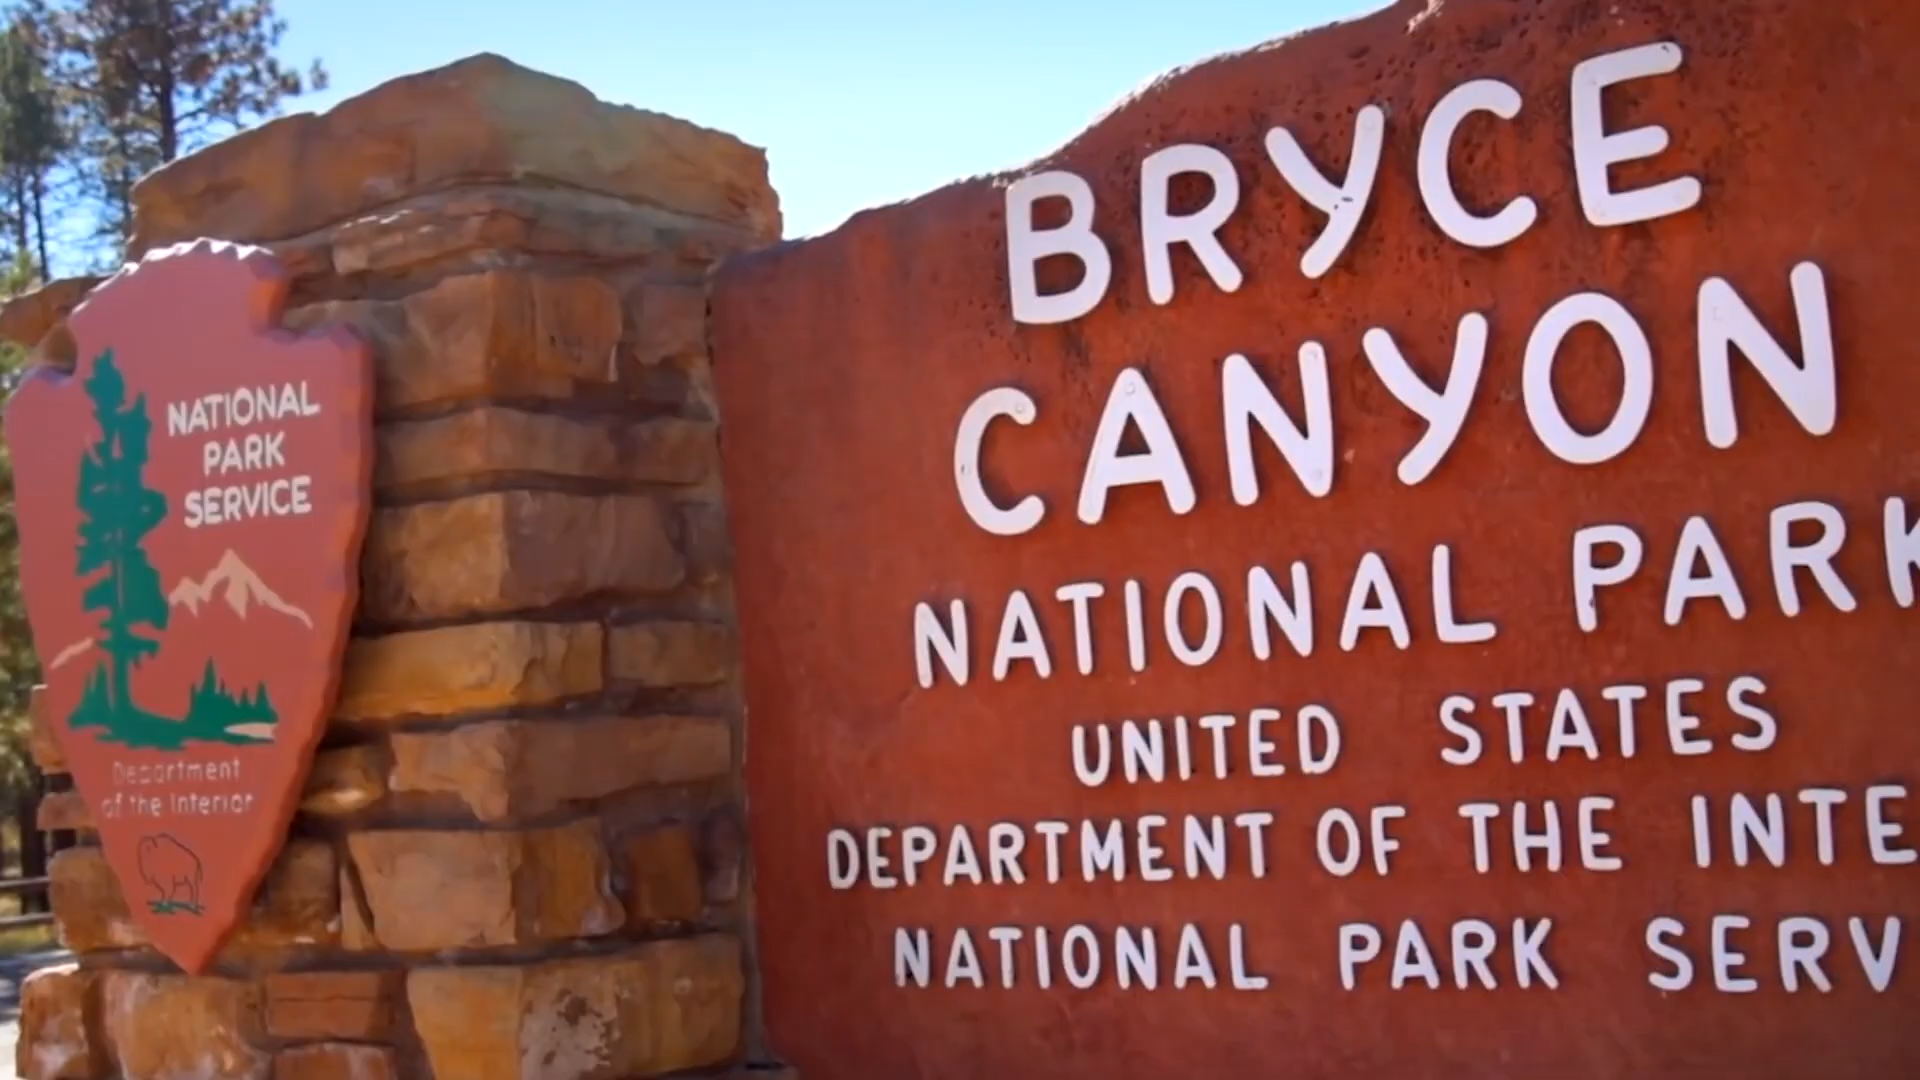 NATIONAL
PARK
SERVICE
Department
of the Interior
BRYCE
CANYON
NATIONAL PARK
UNITED STATES
DEPARTMENT OF THE INTE
NATIONAL PARK SERV